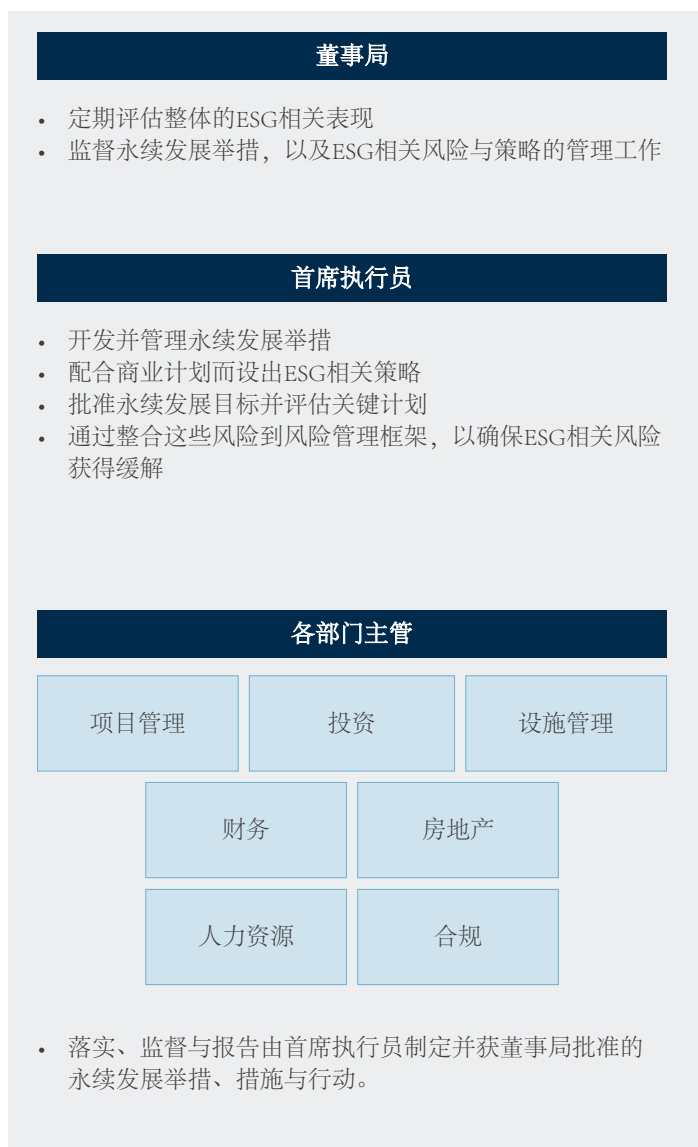 董事局
• 定期评估整体的ESG相关表现
• 监督永续发展举措，以及ESG相关风险与策略的管理工作
首席执行员
• 开发并管理永续发展举措
• 配合商业计划而设出ESG相关策略
• 批准永续发展目标并评估关键计划
• 通过整合这些风险到风险管理框架，以确保ESG相关风险
获得缓解
各部门主管
项目管理
投资
设施管理
财务
房地产
人力资源
合规
• 落实、监督与报告由首席执行员制定并获董事局批准的
永续发展举措、措施与行动。